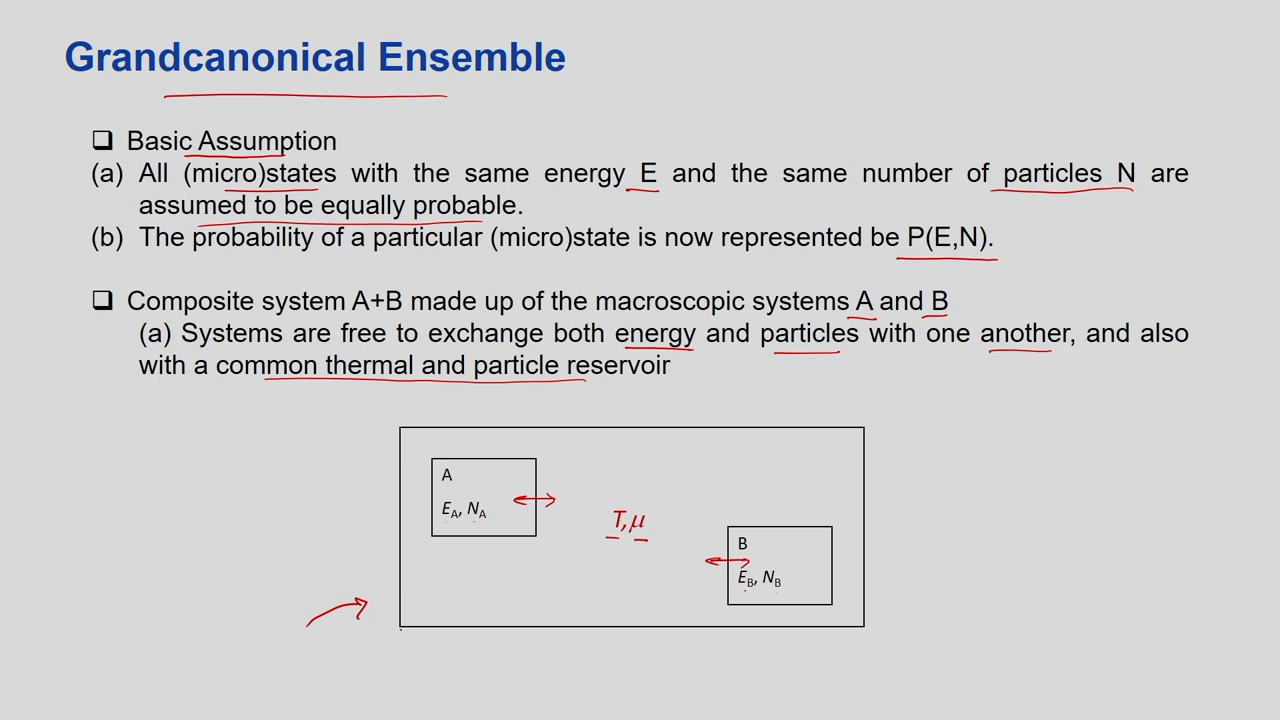 Grandcanonical Ensemble
❑ Basic Assumption
(a) All (micro)states with the same energy E and the same number of particles N are
assumed to be equally probable.
(b) The probability of a particular (micro)state is now represented be P(E,N).
❑ Composite system A+B made up of the macroscopic systems A and B
(a) Systems are free to exchange both energy and particles with one another, and also
with a common thermal and particle reservoir
A
E_A, N_A
T, μ
B
E_B, N_B